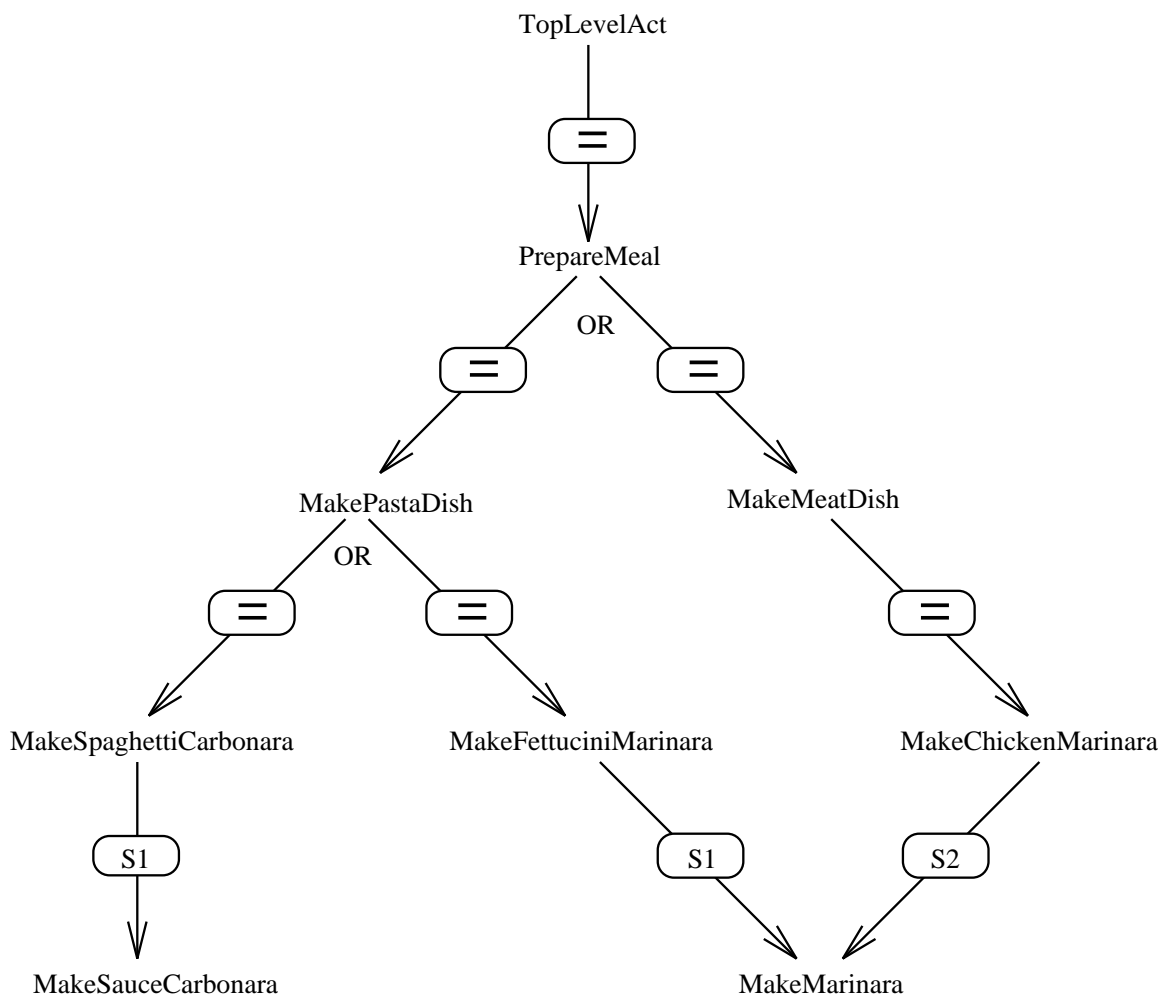 TopLevelAct
=
PrepareMeal
OR
= =
MakePastaDish MakeMeatDish
OR
= = =
MakeSpaghettiCarbonara MakeFettuciniMarinara MakeChickenMarinara
S1 S1 S2
MakeSauceCarbonara MakeMarinara